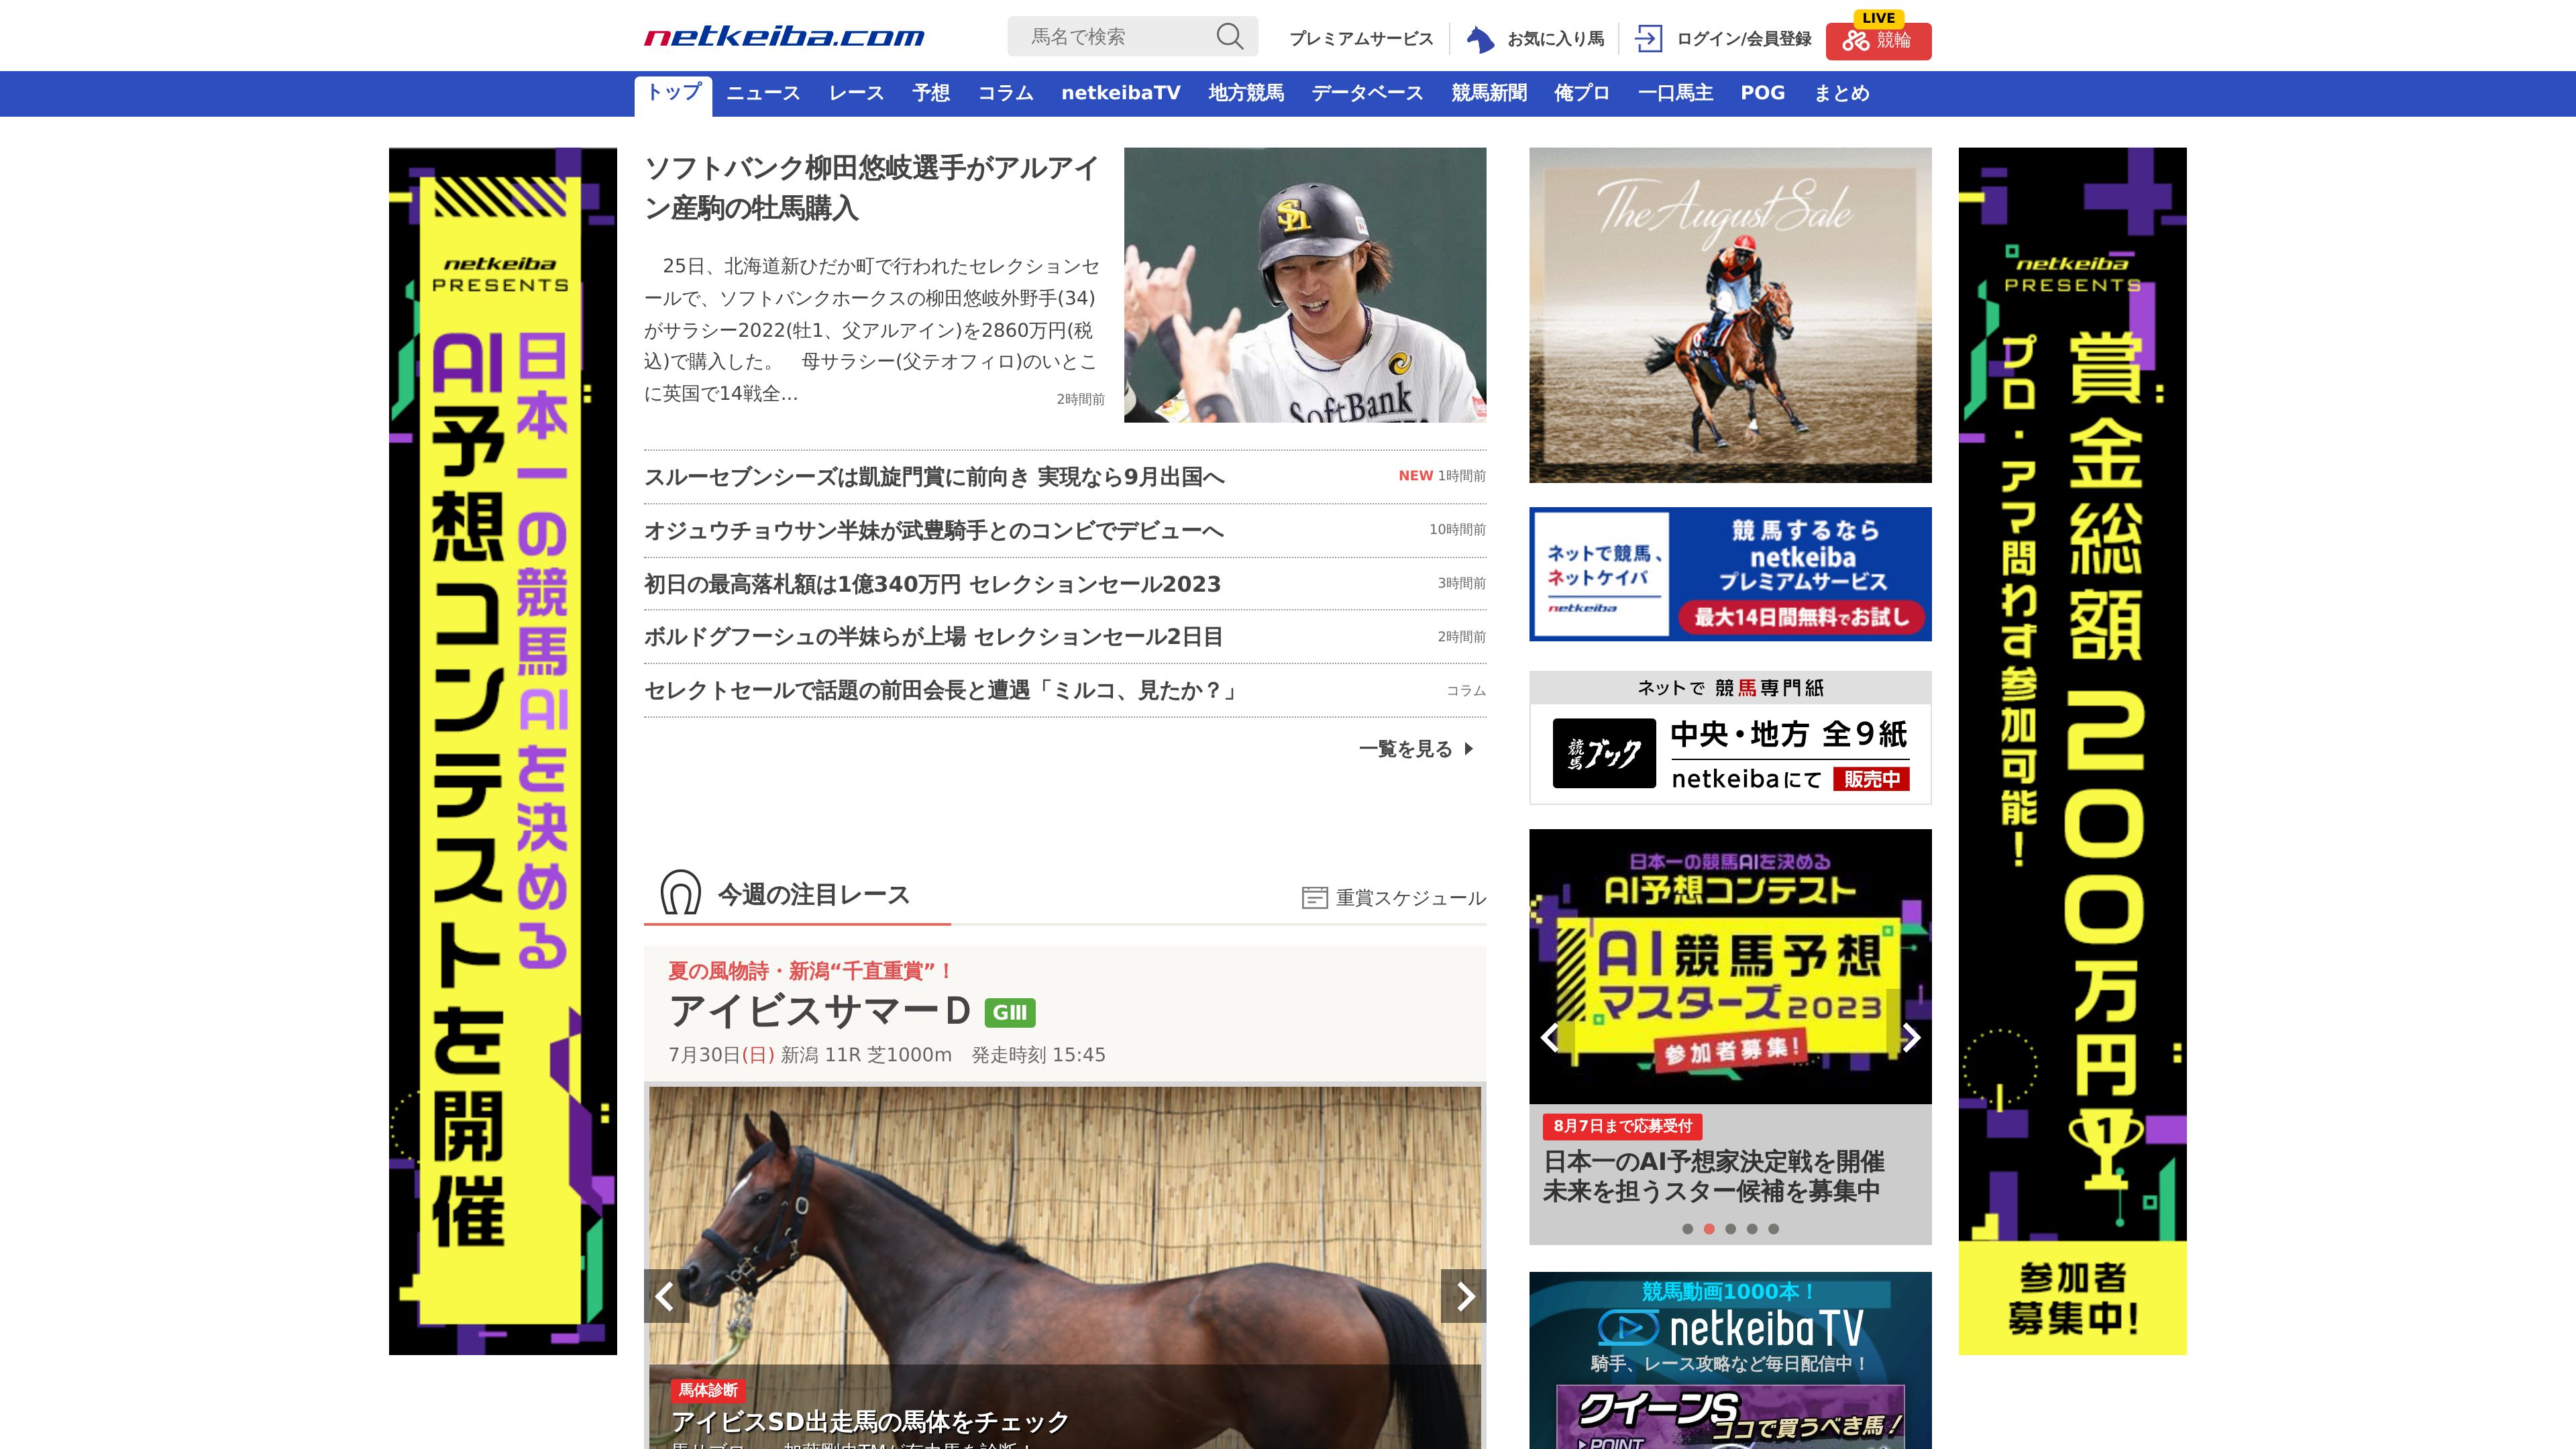 netkeiba.com
馬名で検索
プレミアムサービス
お気に入り馬
ログイン/会員登録
LIVE
競輪
トップ
ニュース
レース
予想
コラム
netkeibaTV
地方競馬
データベース
競馬新聞
俺プロ
一口馬主
POG
まとめ
netkeiba
PRESENTS
日本一の競馬AIを決める
AI予想コンテストを開催
ソフトバンク柳田悠岐選手がアルアイ
ン産駒の牡馬購入
25日、北海道新ひだか町で行われたセレクションセ
ールで、ソフトバンクホークスの柳田悠岐外野手(34)
がサラシー2022(牡1、父アルアイン)を2860万円(税
込)で購入した。　母サラシー(父テオフィロ)のいとこ
に英国で14戦全...
2時間前
SH
SoftBank
スルーセブンシーズは凱旋門賞に前向き 実現なら9月出国へ
NEW 1時間前
オジュウチョウサン半妹が武豊騎手とのコンビでデビューへ
10時間前
初日の最高落札額は1億340万円 セレクションセール2023
3時間前
ボルドグフーシュの半妹らが上場 セレクションセール2日目
2時間前
セレクトセールで話題の前田会長と遭遇「ミルコ、見たか？」
コラム
一覧を見る
今週の注目レース
重賞スケジュール
夏の風物詩・新潟“千直重賞”！
アイビスサマーＤ GIII
7月30日(日) 新潟 11R 芝1000m　発走時刻 15:45
馬体診断
アイビスSD出走馬の馬体をチェック
The August Sale
ネットで競馬、
ネットケイバ
netkeiba
競馬するなら
netkeiba
プレミアムサービス
最大14日間無料でお試し
ネットで 競馬専門紙
競馬ブック
中央・地方 全９紙
netkeibaにて 販売中
日本一の競馬AIを決める
AI予想コンテスト
AI競馬予想
マスターズ2023
参加者募集!
8月7日まで応募受付
日本一のAI予想家決定戦を開催
未来を担うスター候補を募集中
競馬動画1000本！
netkeibaTV
騎手、レース攻略など毎日配信中！
クイーンS
ココで買うべき馬！
POINT
netkeiba
PRESENTS
賞金総額200万円
プロ・アマ問わず参加可能！
1
参加者
募集中!